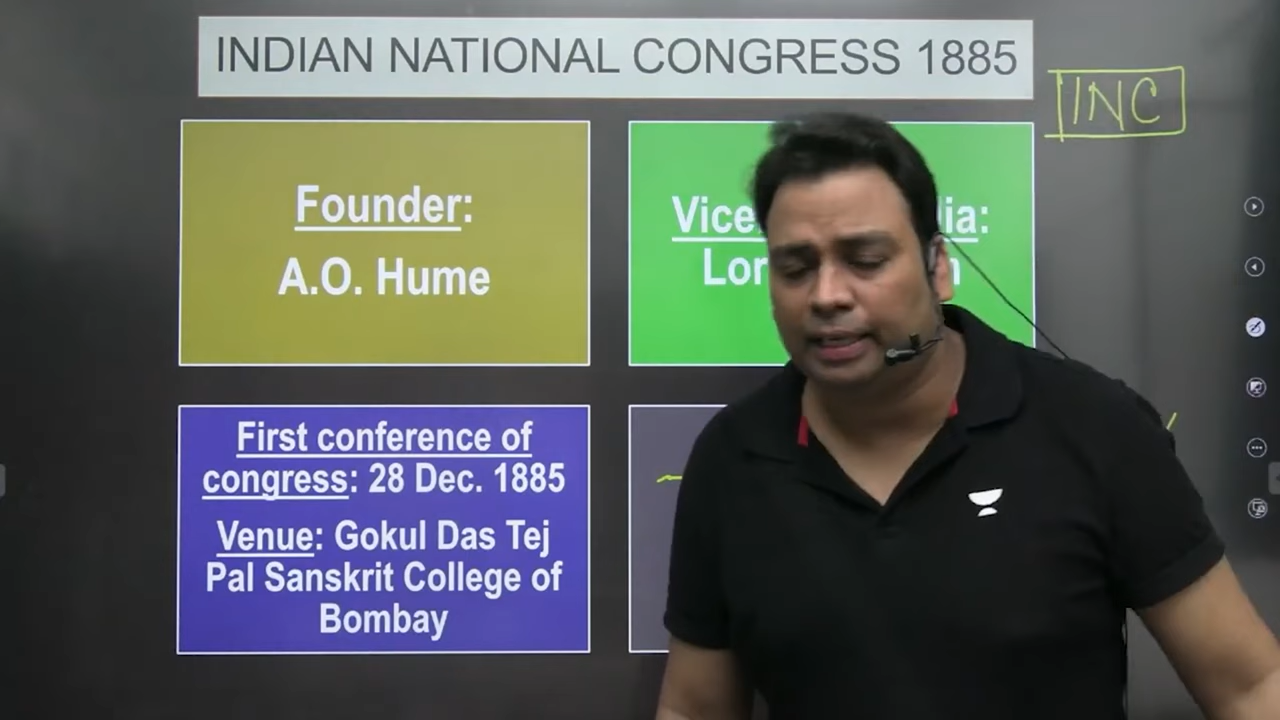 INDIAN NATIONAL CONGRESS 1885
INC
Founder:
A.O. Hume
First conference of
congress: 28 Dec. 1885
Venue: Gokul Das Tej
Pal Sanskrit College of
Bombay